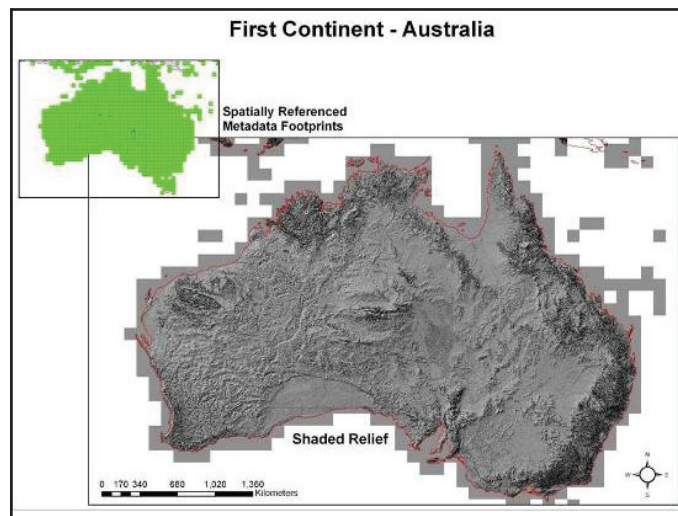 First Continent - Australia
Spatially Referenced
Metadata Footprints
Shaded Relief
0 170 340 680 1,020 1,360
Kilometers
N
W E
S